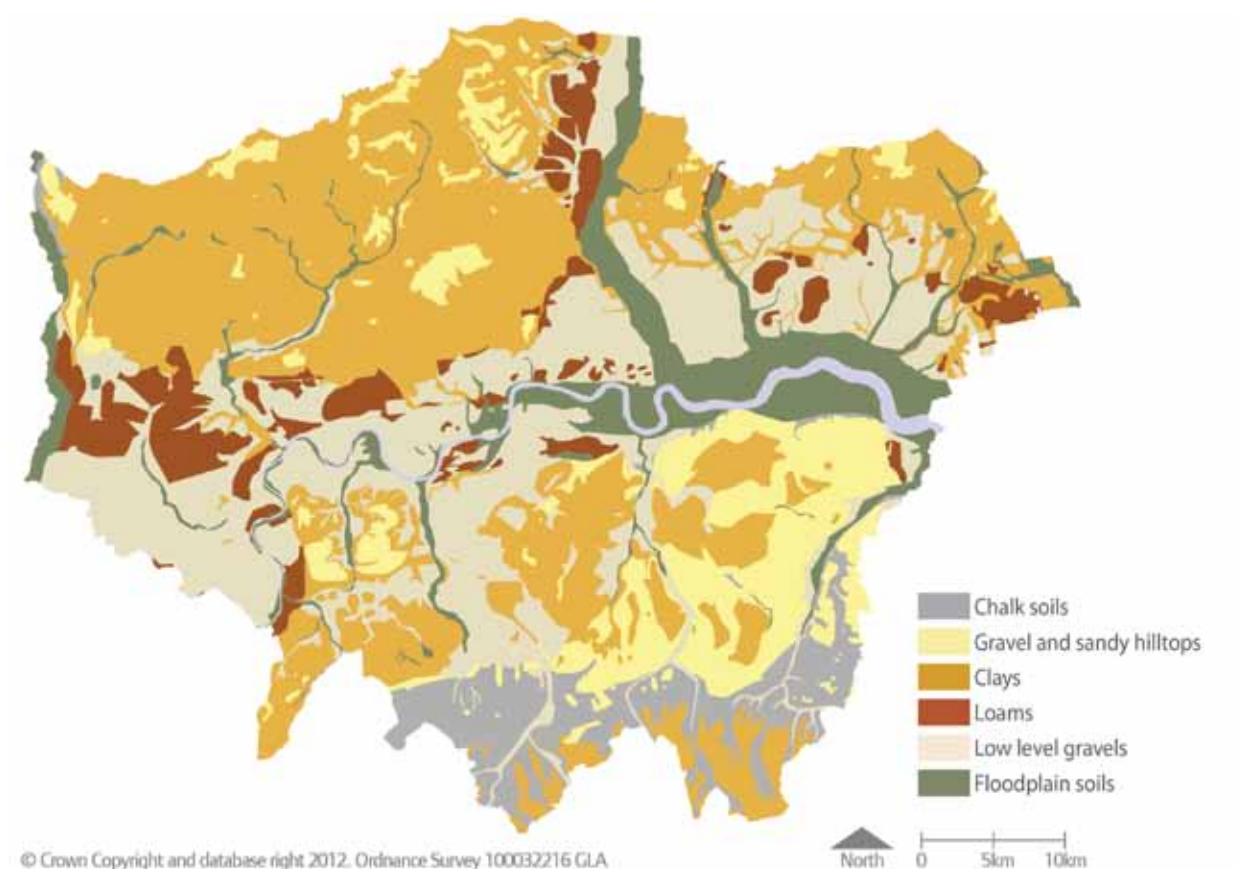 Chalk soils
Gravel and sandy hilltops
Clays
Loams
Low level gravels
Floodplain soils
North
0 5km 10km
© Crown Copyright and database right 2012. Ordnance Survey 100032216 GLA